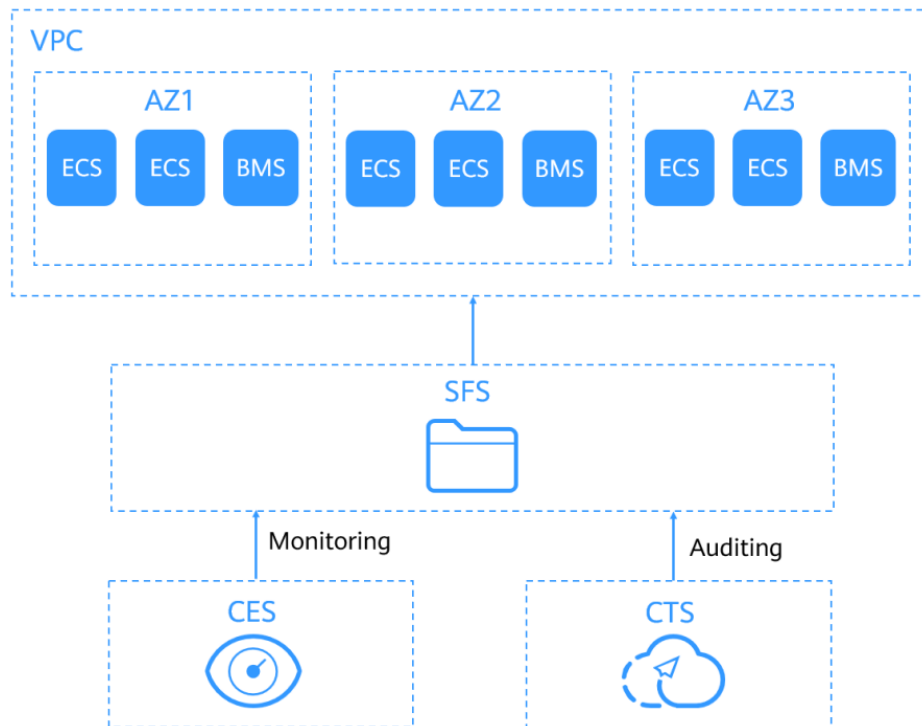 VPC
AZ1 AZ2 AZ3
ECS ECS BMS ECS ECS BMS ECS ECS BMS
SFS
Monitoring Auditing
CES CTS